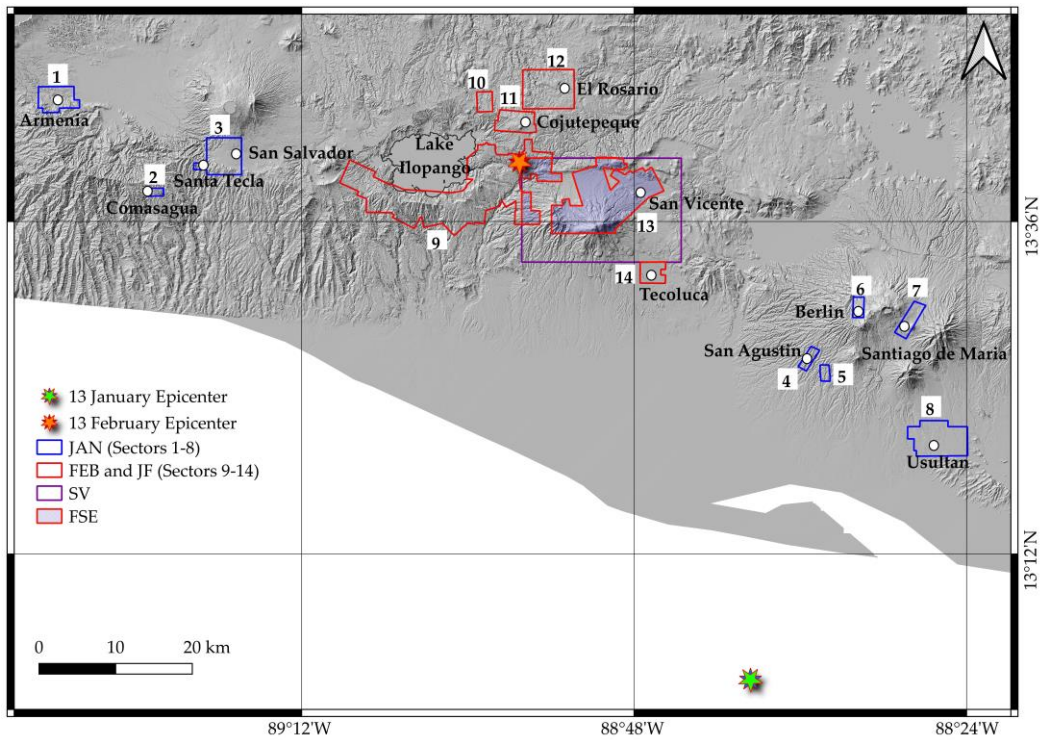 12
10
El Rosario
1
11
Armenia
Cojutepeque
3
Lake
Ilopango
San Salvador
Santa Tecla
2
Comasagua
San Vicente
13
9
14
Tecoluca
13°36'N
6
7
Berlin
Santiago de Maria
San Agustin
4
5
8
Usultan
13 January Epicenter
13 February Epicenter
JAN (Sectors 1-8)
FEB and JF (Sectors 9-14)
SV
FSE
13°12'N
0 10 20 km
89°12'W 88°48'W 88°24'W